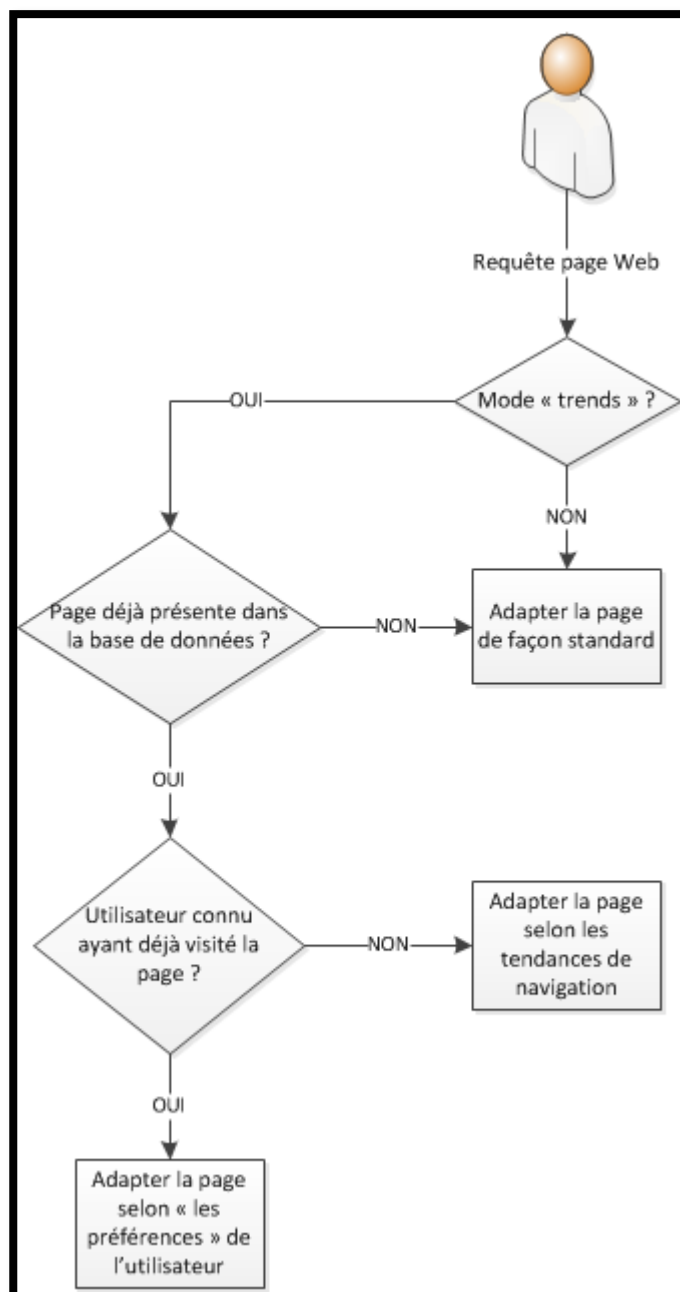 Requête page Web
Mode « trends » ?
OUI
NON
Page déjà présente dans
la base de données ?
NON
Adapter la page
de façon standard
OUI
Utilisateur connu
ayant déjà visité la
page ?
NON
Adapter la page
selon les
tendances de
navigation
OUI
Adapter la page
selon « les
préférences » de
l'utilisateur